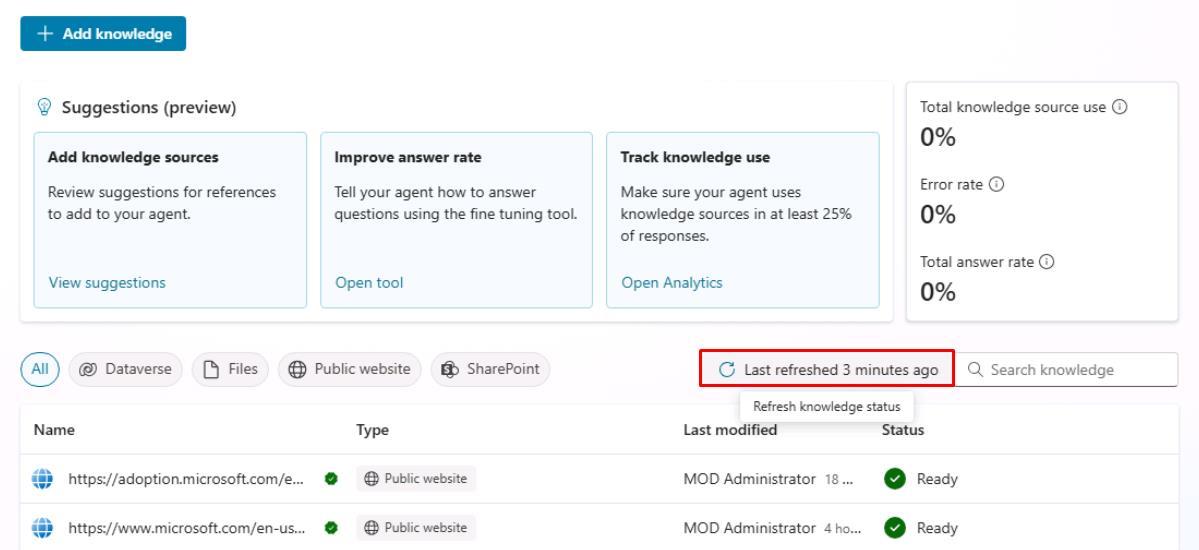 Add knowledge
Suggestions (preview)
Add knowledge sources
Review suggestions for references
to add to your agent.
View suggestions
Improve answer rate
Tell your agent how to answer
questions using the fine tuning tool.
Open tool
Track knowledge use
Make sure your agent uses
knowledge sources in at least 25%
of responses.
Open Analytics
Total knowledge source use
0%
Error rate
0%
Total answer rate
0%
All Dataverse Files Public website SharePoint Last refreshed 3 minutes ago Search knowledge
Refresh knowledge status
Name Type Last modified Status
https://adoption.microsoft.com/e... Public website MOD Administrator 18 ... Ready
https://www.microsoft.com/en-us... Public website MOD Administrator 4 ho... Ready